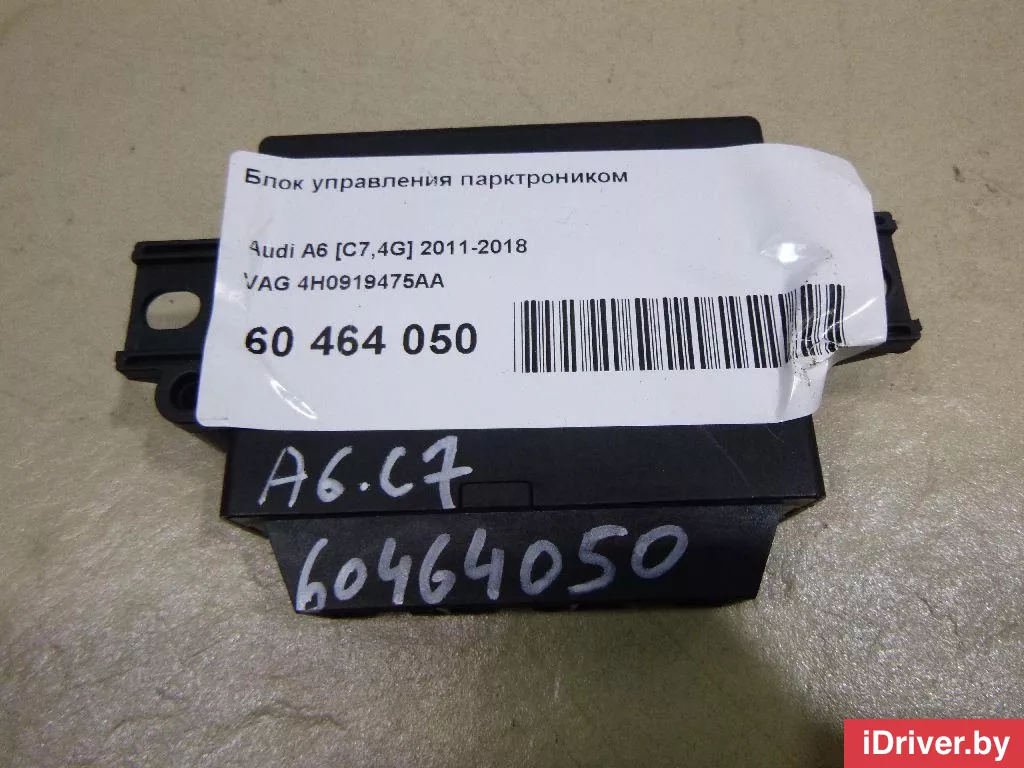 Блок управления парктроником
Audi A6 [C7,4G] 2011-2018
VAG 4H0919475AA
60 464 050
A6.C7
60464050
iDriver.by